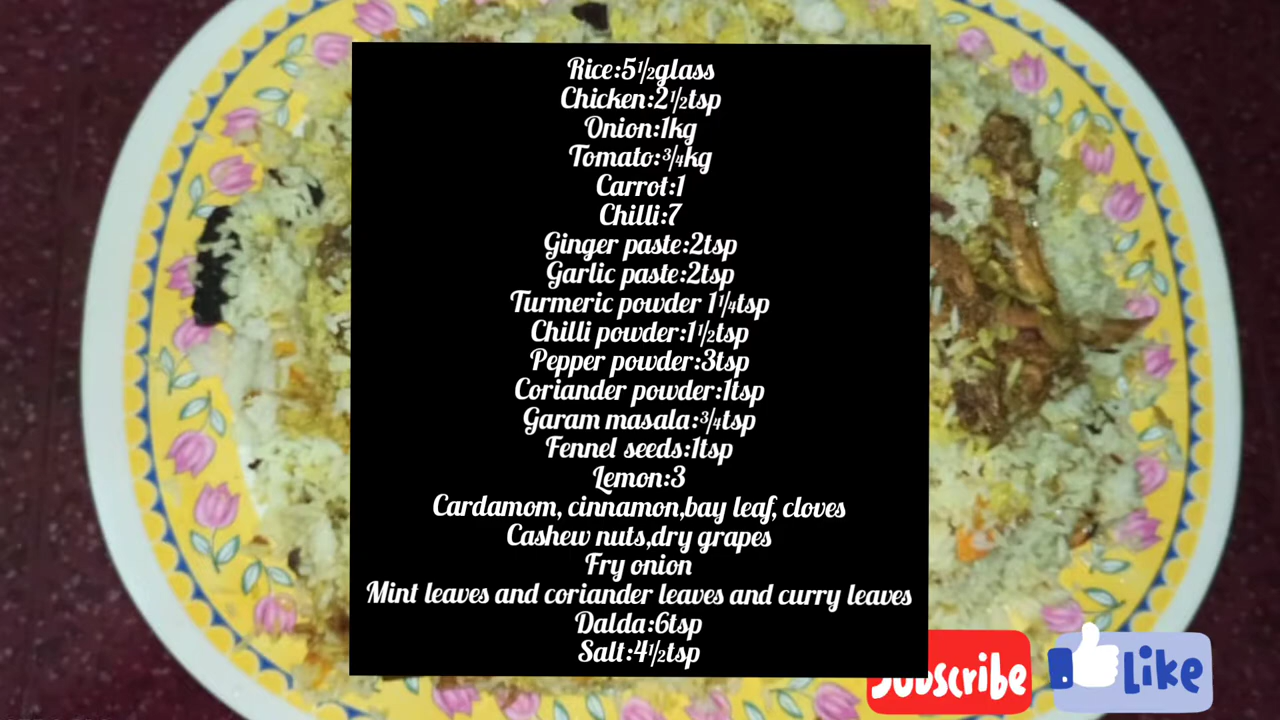 Rice:5½glass
Chicken:2½tsp
Onion:1kg
Tomato:¾kg
Carrot:1
Chilli:7
Ginger paste:2tsp
Garlic paste:2tsp
Turmeric powder 1¼tsp
Chilli powder:1½tsp
Pepper powder:3tsp
Coriander powder:1tsp
Garam masala:¾tsp
Fennel seeds:1tsp
Lemon:3
Cardamom, cinnamon,bay leaf, cloves
Cashew nuts,dry grapes
Fry onion
Mint leaves and coriander leaves and curry leaves
Dalda:6tsp
Salt:4½tsp
Subscribe
Like